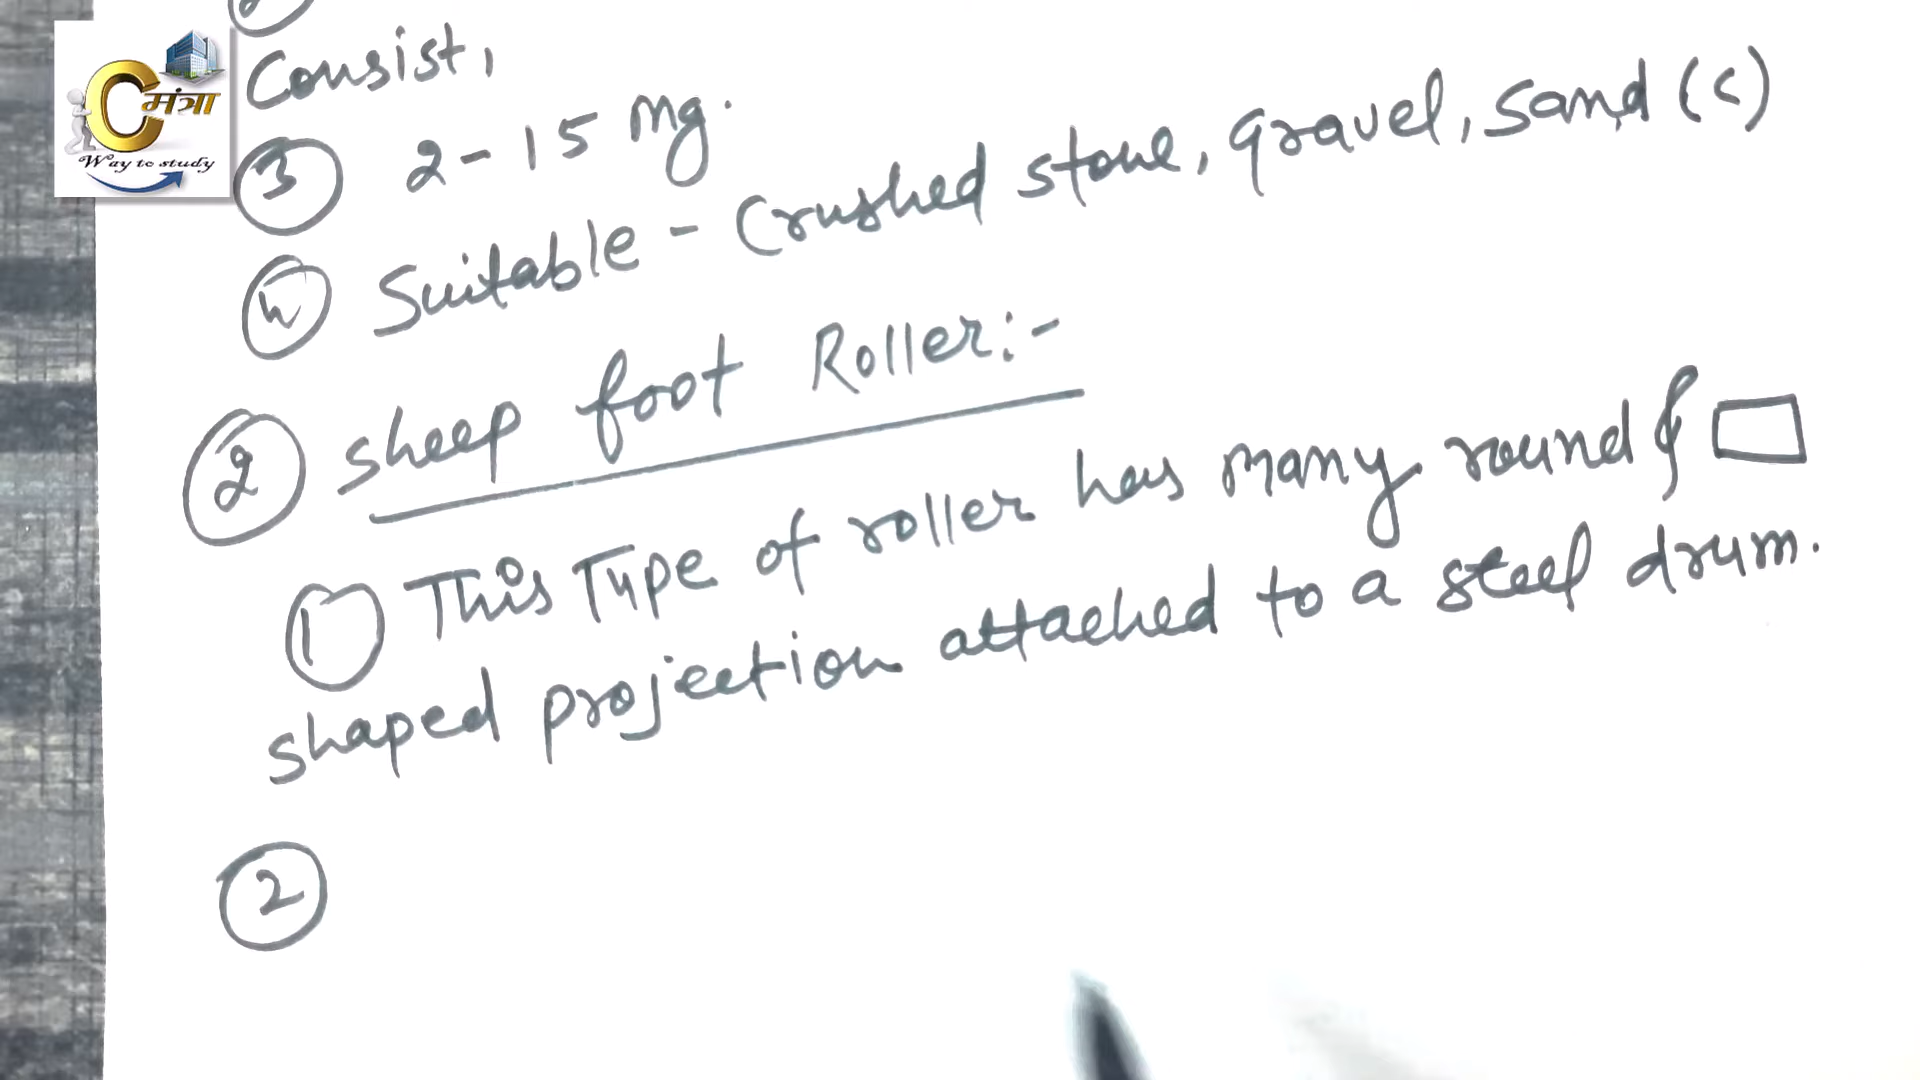 C मंत्रा
Way to study
Consist,
③ 2-15 mg.
④ Suitable - Crushed stone, gravel, sand (c)
② sheep foot Roller:-
① This Type of roller has many round & ▭
shaped projection attached to a steel drum.
②